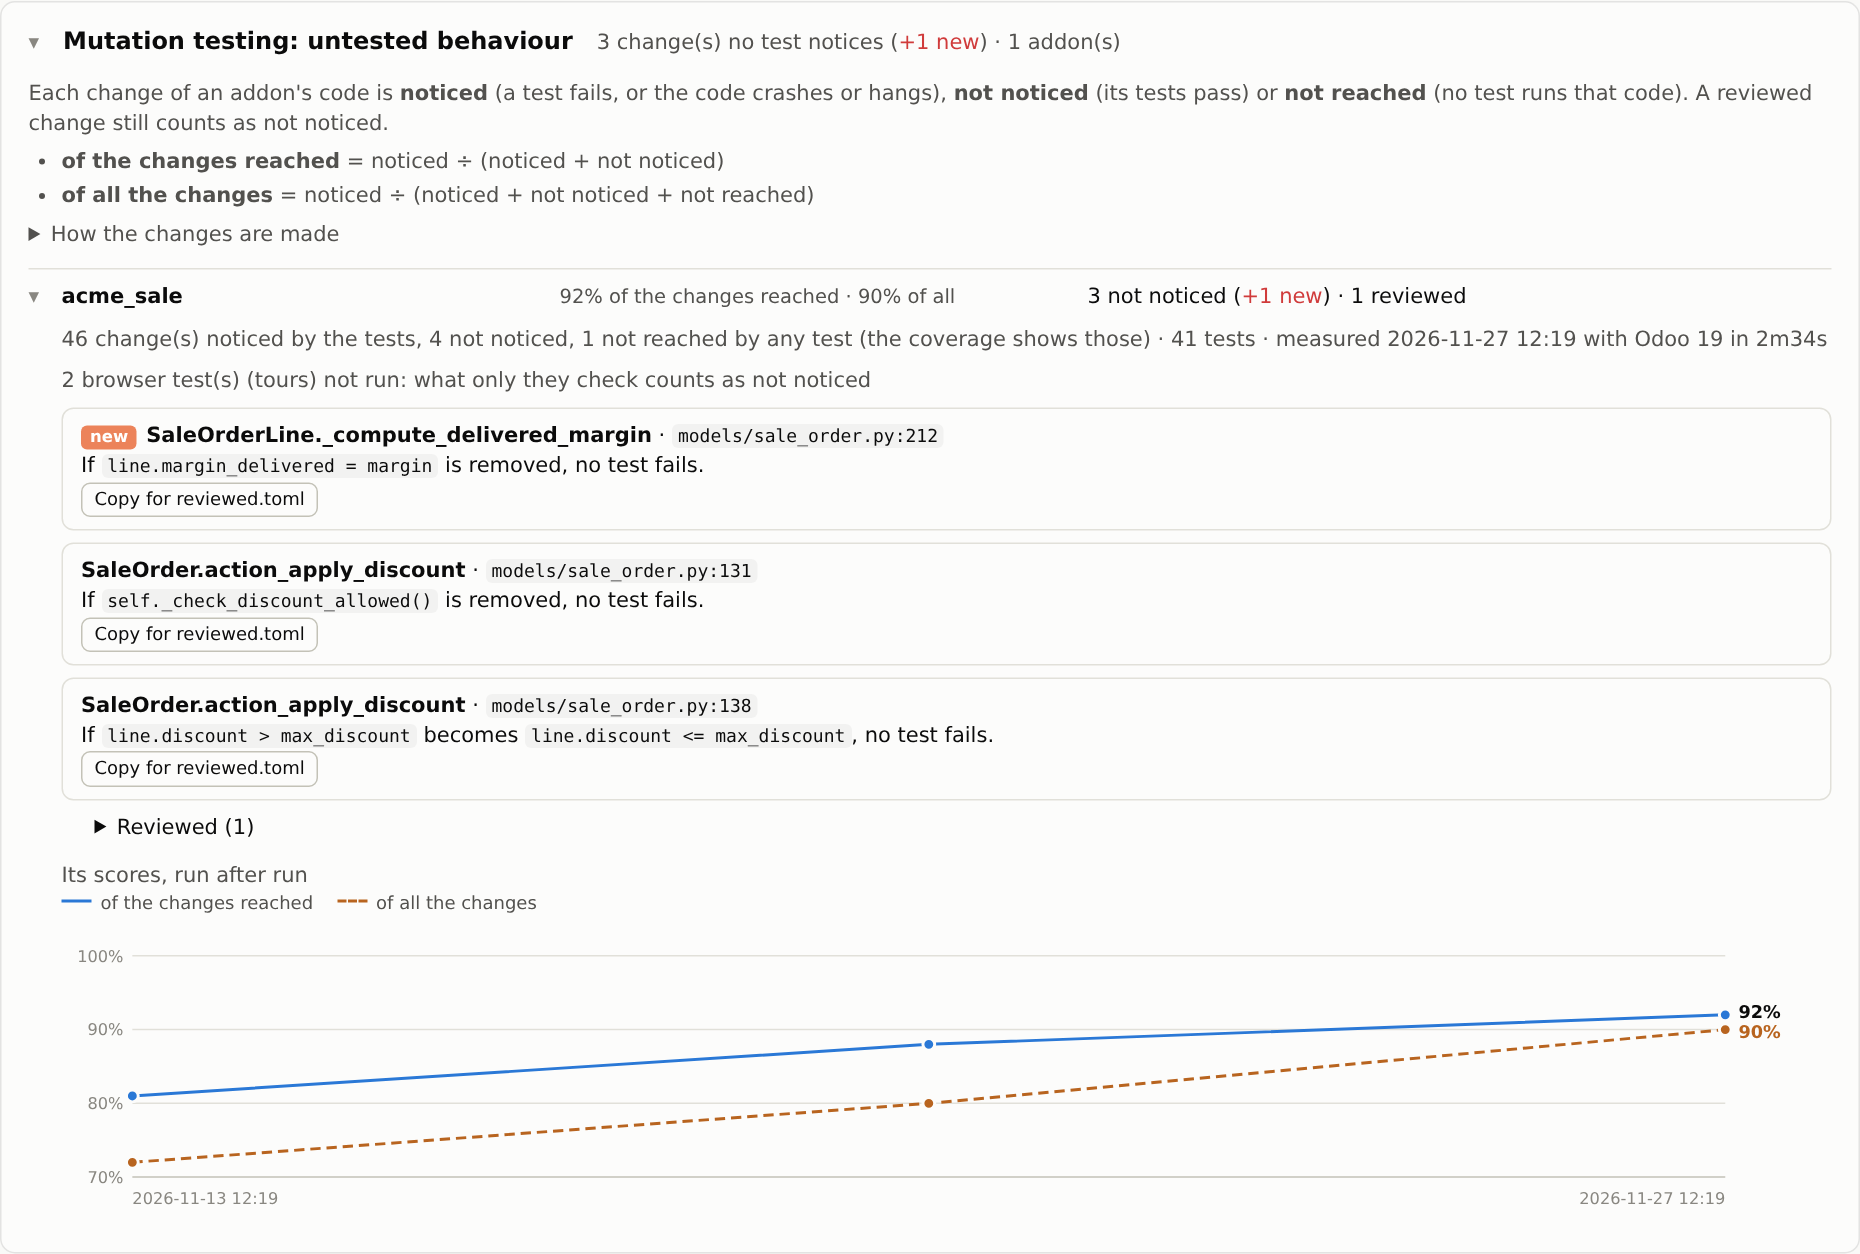 ▼ Mutation testing: untested behaviour 3 change(s) no test notices (+1 new) · 1 addon(s)
Each change of an addon's code is noticed (a test fails, or the code crashes or hangs), not noticed (its tests pass) or not reached (no test runs that code). A reviewed
change still counts as not noticed.
• of the changes reached = noticed ÷ (noticed + not noticed)
• of all the changes = noticed ÷ (noticed + not noticed + not reached)
▶ How the changes are made
▼ acme_sale 92% of the changes reached · 90% of all 3 not noticed (+1 new) · 1 reviewed
46 change(s) noticed by the tests, 4 not noticed, 1 not reached by any test (the coverage shows those) · 41 tests · measured 2026-11-27 12:19 with Odoo 19 in 2m34s
2 browser test(s) (tours) not run: what only they check counts as not noticed
new SaleOrderLine._compute_delivered_margin · models/sale_order.py:212
If line.margin_delivered = margin is removed, no test fails.
Copy for reviewed.toml
SaleOrder.action_apply_discount · models/sale_order.py:131
If self._check_discount_allowed() is removed, no test fails.
Copy for reviewed.toml
SaleOrder.action_apply_discount · models/sale_order.py:138
If line.discount > max_discount becomes line.discount <= max_discount, no test fails.
Copy for reviewed.toml
▶ Reviewed (1)
Its scores, run after run
of the changes reached of all the changes
100%
90%
80%
70%
92%
90%
2026-11-13 12:19 2026-11-27 12:19